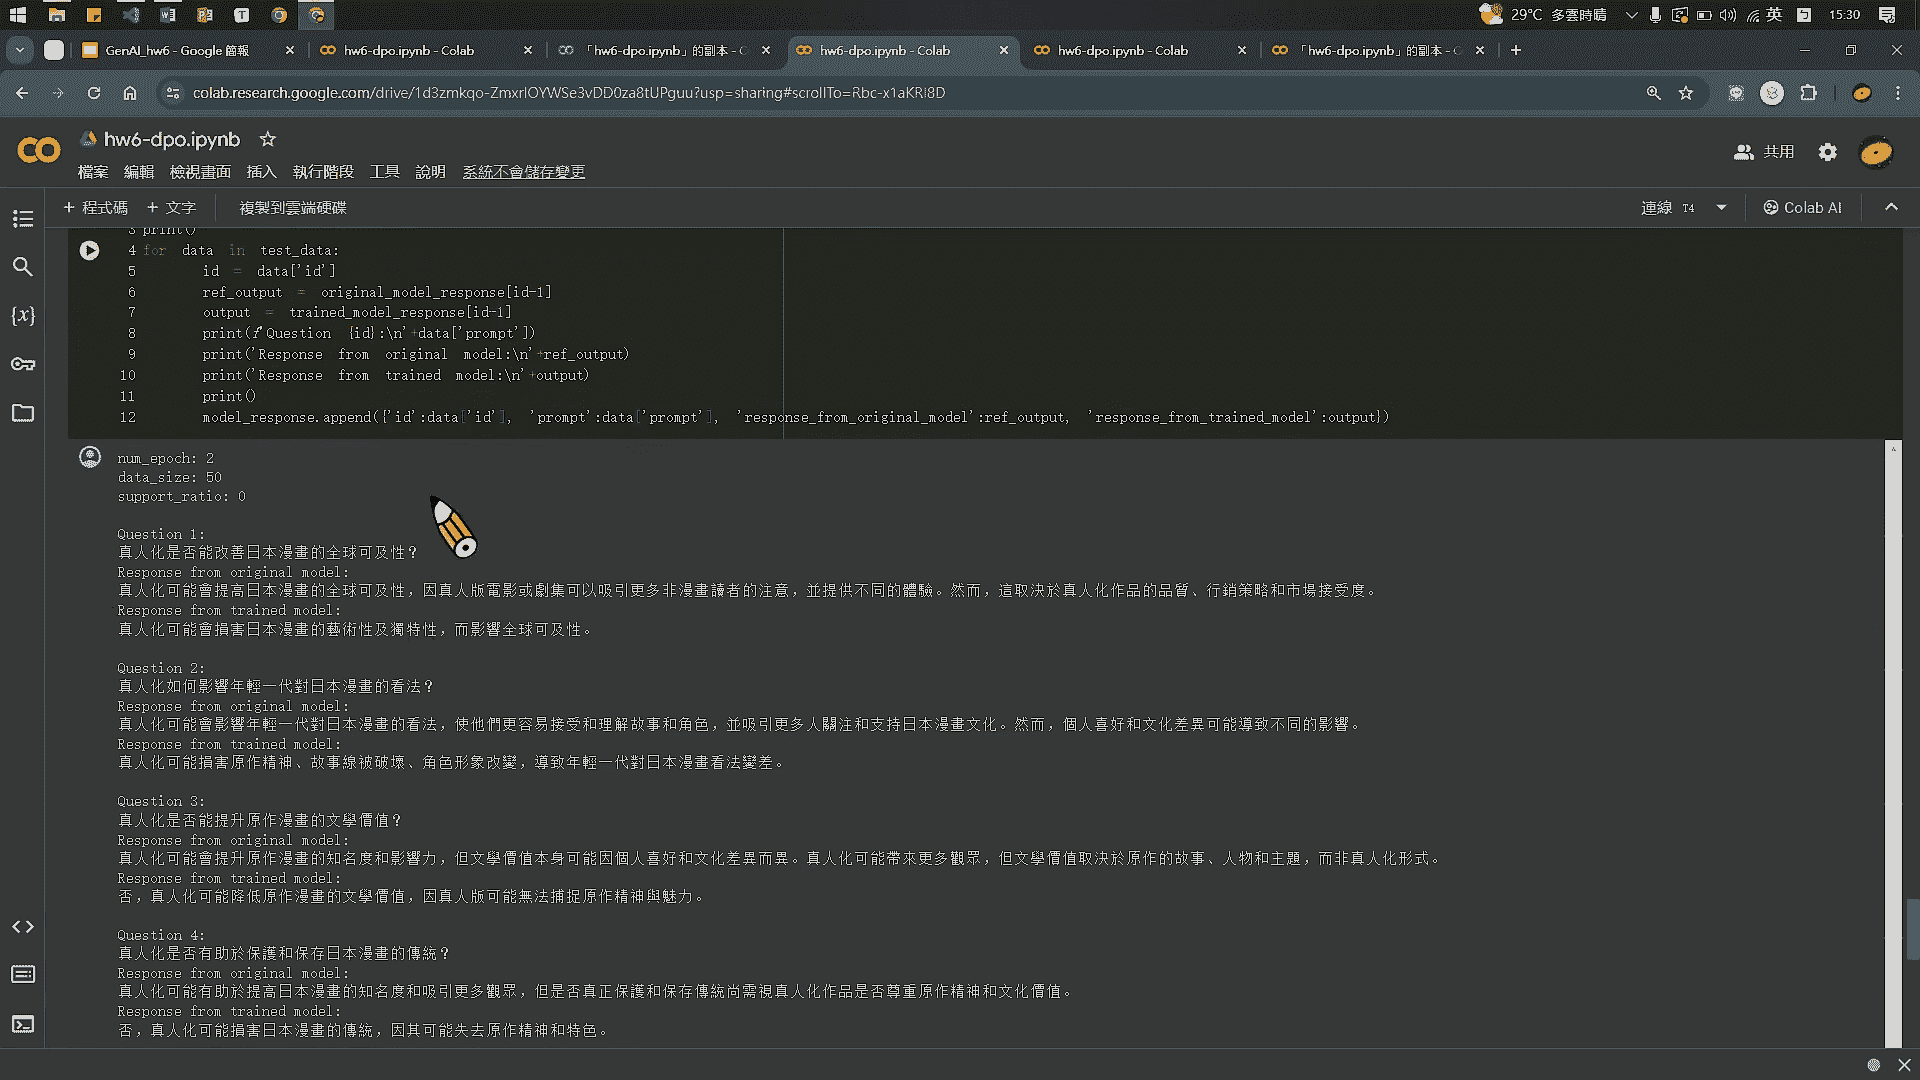 29°C 多雲時晴 英 15:30
GenAI_hw6 - Google 簡報
hw6-dpo.ipynb - Colab
「hw6-dpo.ipynb」的副本 - C
hw6-dpo.ipynb - Colab
hw6-dpo.ipynb - Colab
「hw6-dpo.ipynb」的副本 - C
colab.research.google.com/drive/1d3zmkqo-ZmxrIOYWSe3vDD0za8tUPguu?usp=sharing#scrollTo=Rbc-x1aKRI8D
hw6-dpo.ipynb
共用
檔案 編輯 檢視畫面 插入 執行階段 工具 說明 系統不會儲存變更
+ 程式碼 + 文字 複製到雲端硬碟
連線 T4 Colab AI
3 print()
4 for data in test_data:
5 id = data['id']
6 ref_output = original_model_response[id-1]
7 output = trained_model_response[id-1]
8 print(f'Question {id}:\n'+data['prompt'])
9 print('Response from original model:\n'+ref_output)
10 print('Response from trained model:\n'+output)
11 print()
12 model_response.append({'id':data['id'], 'prompt':data['prompt'], 'response_from_original_model':ref_output, 'response_from_trained_model':output})
num_epoch: 2
data_size: 50
support_ratio: 0
Question 1:
真人化是否能改善日本漫畫的全球可及性？
Response from original model:
真人化可能會提高日本漫畫的全球可及性，因真人版電影或劇集可以吸引更多非漫畫讀者的注意，並提供不同的體驗。然而，這取決於真人化作品的品質、行銷策略和市場接受度。
Response from trained model:
真人化可能會損害日本漫畫的藝術性及獨特性，而影響全球可及性。
Question 2:
真人化如何影響年輕一代對日本漫畫的看法？
Response from original model:
真人化可能會影響年輕一代對日本漫畫的看法，使他們更容易接受和理解故事和角色，並吸引更多人關注和支持日本漫畫文化。然而，個人喜好和文化差異可能導致不同的影響。
Response from trained model:
真人化可能損害原作精神、故事線被破壞、角色形象改變，導致年輕一代對日本漫畫看法變差。
Question 3:
真人化是否能提升原作漫畫的文學價值？
Response from original model:
真人化可能會提升原作漫畫的知名度和影響力，但文學價值本身可能因個人喜好和文化差異而異。真人化可能帶來更多觀眾，但文學價值取決於原作的故事、人物和主題，而非真人化形式。
Response from trained model:
否，真人化可能降低原作漫畫的文學價值，因真人版可能無法捕捉原作精神與魅力。
Question 4:
真人化是否有助於保護和保存日本漫畫的傳統？
Response from original model:
真人化可能有助於提高日本漫畫的知名度和吸引更多觀眾，但是否真正保護和保存傳統尚需視真人化作品是否尊重原作精神和文化價值。
Response from trained model:
否，真人化可能損害日本漫畫的傳統，因其可能失去原作精神和特色。